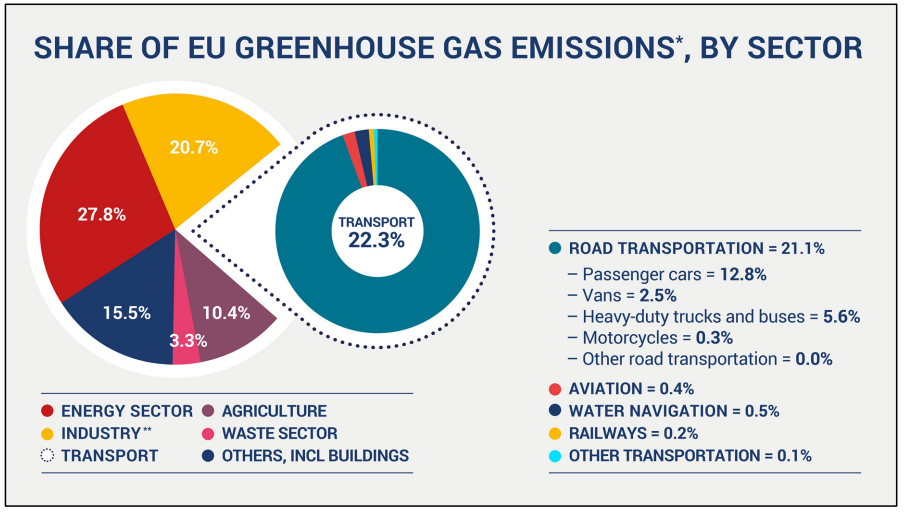 SHARE OF EU GREENHOUSE GAS EMISSIONS*, BY SECTOR
20.7%
27.8%
15.5%
3.3%
10.4%
TRANSPORT
22.3%
ENERGY SECTOR
INDUSTRY**
TRANSPORT
AGRICULTURE
WASTE SECTOR
OTHERS, INCL BUILDINGS
ROAD TRANSPORTATION = 21.1%
– Passenger cars = 12.8%
– Vans = 2.5%
– Heavy-duty trucks and buses = 5.6%
– Motorcycles = 0.3%
– Other road transportation = 0.0%
AVIATION = 0.4%
WATER NAVIGATION = 0.5%
RAILWAYS = 0.2%
OTHER TRANSPORTATION = 0.1%